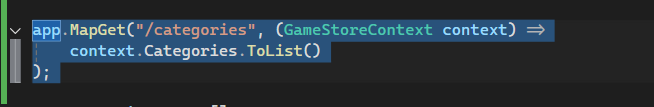 app.MapGet("/categories", (GameStoreContext context) =>
context.Categories.ToList()
);